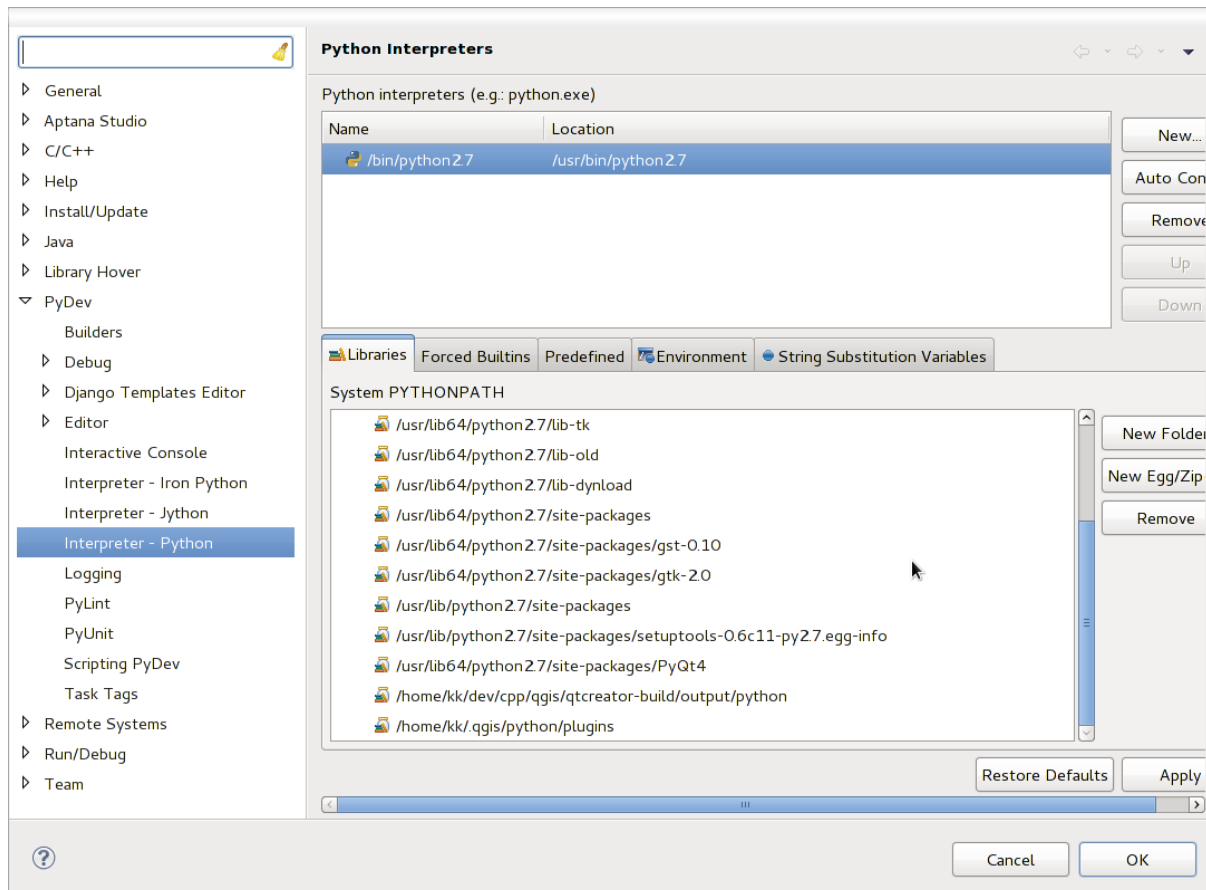 Python Interpreters
General
Aptana Studio
C/C++
Help
Install/Update
Java
Library Hover
PyDev
Builders
Debug
Django Templates Editor
Editor
Interactive Console
Interpreter - Iron Python
Interpreter - Jython
Interpreter - Python
Logging
PyLint
PyUnit
Scripting PyDev
Task Tags
Remote Systems
Run/Debug
Team
Python interpreters (e.g.: python.exe)
Name Location
/bin/python2.7 /usr/bin/python2.7
New...
Auto Con
Remove
Up
Down
Libraries Forced Builtins Predefined Environment String Substitution Variables
System PYTHONPATH
/usr/lib64/python2.7/lib-tk
/usr/lib64/python2.7/lib-old
/usr/lib64/python2.7/lib-dynload
/usr/lib64/python2.7/site-packages
/usr/lib64/python2.7/site-packages/gst-0.10
/usr/lib64/python2.7/site-packages/gtk-2.0
/usr/lib/python2.7/site-packages
/usr/lib/python2.7/site-packages/setuptools-0.6c11-py2.7.egg-info
/usr/lib64/python2.7/site-packages/PyQt4
/home/kk/dev/cpp/qgis/qtcreator-build/output/python
/home/kk/.qgis/python/plugins
New Folder
New Egg/Zip
Remove
Restore Defaults Apply
Cancel OK